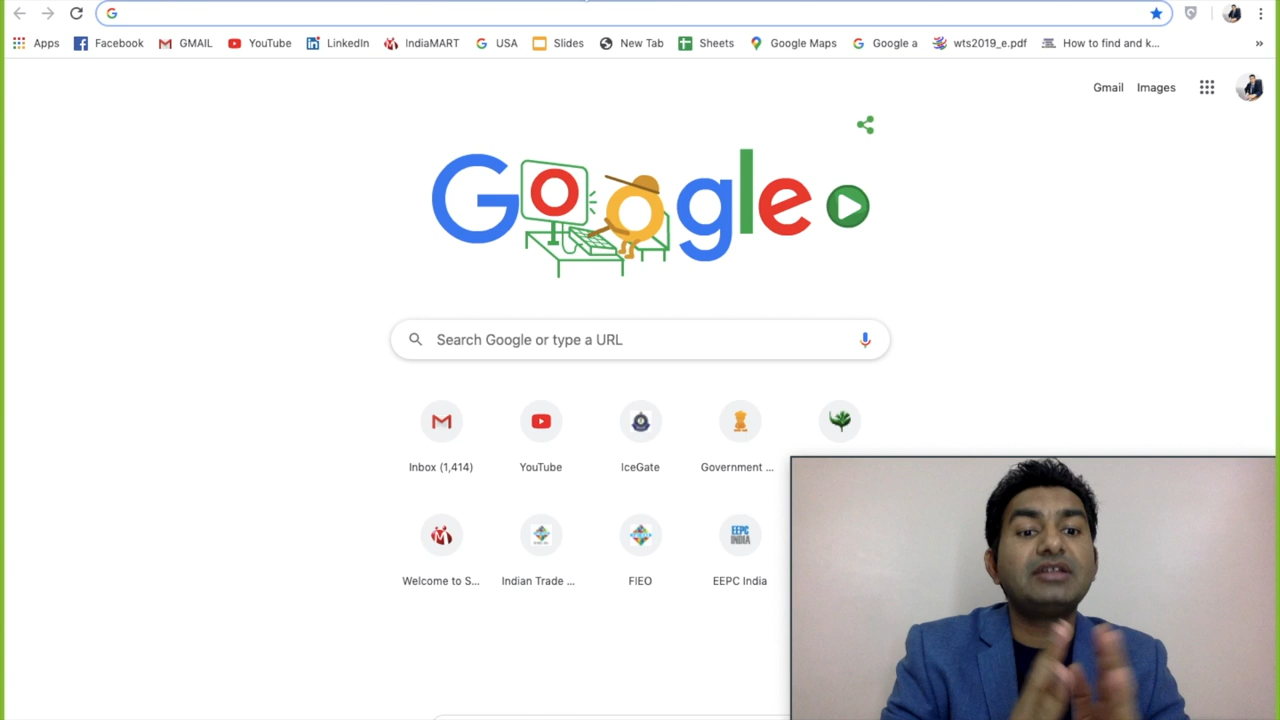 Apps Facebook GMAIL YouTube LinkedIn IndiaMART USA Slides New Tab Sheets Google Maps Google a wts2019_e.pdf How to find and k... »
Gmail Images
Google
Search Google or type a URL
Inbox (1,414) YouTube IceGate Government ...
EEPC
INDIA
Welcome to S... Indian Trade ... FIEO EEPC India